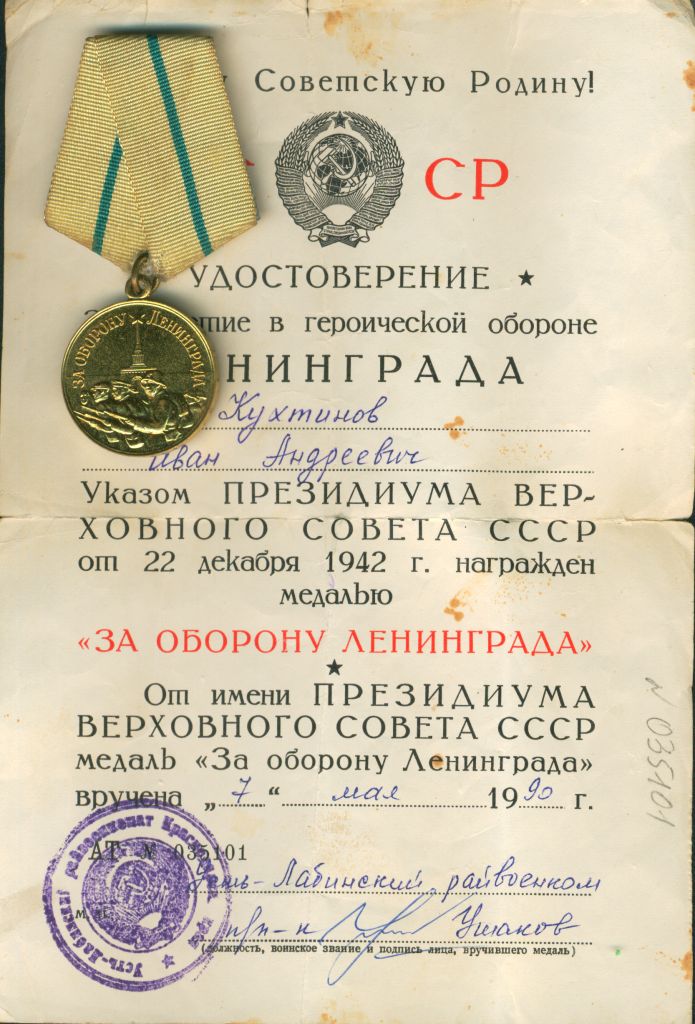 Советскую Родину!
СР
УДОСТОВЕРЕНИЕ
в героической обороне
НИНГРАДА
ЗА ОБОРОНУ ЛЕНИНГРАДА
Кухтинов
Иван Андреевич
Указом ПРЕЗИДИУМА ВЕР-
ХОВНОГО СОВЕТА СССР
от 22 декабря 1942 г. награжден
медалью
«ЗА ОБОРОНУ ЛЕНИНГРАДА»
От имени ПРЕЗИДИУМА
ВЕРХОВНОГО СОВЕТА СССР
медаль «За оборону Ленинграда»
вручена „7“ мая 1990 г.
АТ № 035101
Усть-Лабинский райвоенком
п/п-к Ушаков
(должность, воинское звание и подпись лица, вручившего медаль)
N 035101